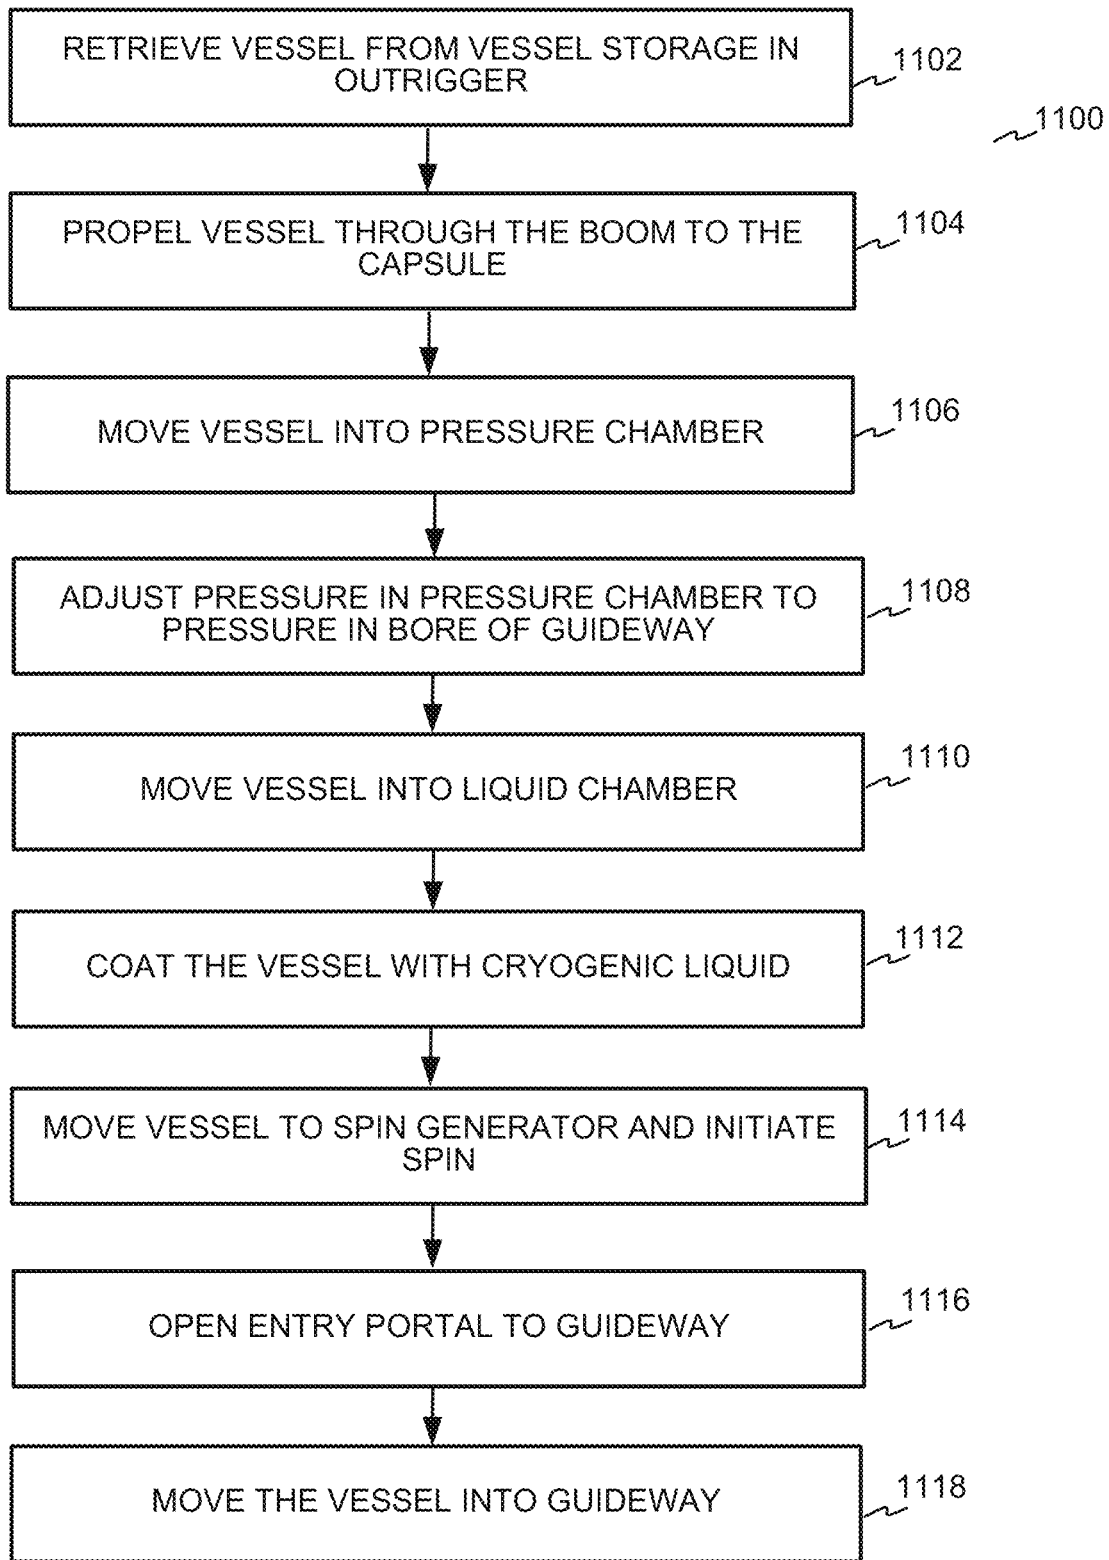 RETRIEVE VESSEL FROM VESSEL STORAGE IN
OUTRIGGER
1102
1100
PROPEL VESSEL THROUGH THE BOOM TO THE
CAPSULE
1104
MOVE VESSEL INTO PRESSURE CHAMBER
1106
ADJUST PRESSURE IN PRESSURE CHAMBER TO
PRESSURE IN BORE OF GUIDEWAY
1108
MOVE VESSEL INTO LIQUID CHAMBER
1110
COAT THE VESSEL WITH CRYOGENIC LIQUID
1112
MOVE VESSEL TO SPIN GENERATOR AND INITIATE
SPIN
1114
OPEN ENTRY PORTAL TO GUIDEWAY
1116
MOVE THE VESSEL INTO GUIDEWAY
1118